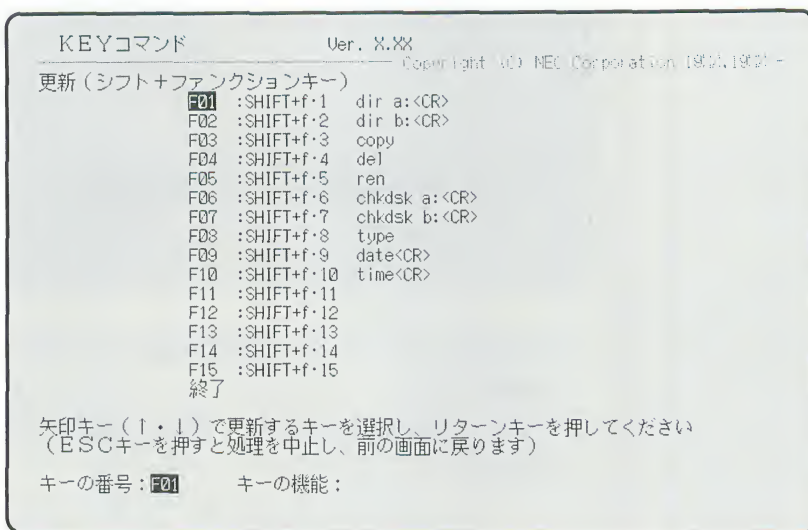 KEYコマンド Ver. X.XX
Copyright (C) NEC Corporation
更新(シフト+ファンクションキー)
F01 :SHIFT+f・1 dir a:<CR>
F02 :SHIFT+f・2 dir b:<CR>
F03 :SHIFT+f・3 copy
F04 :SHIFT+f・4 del
F05 :SHIFT+f・5 ren
F06 :SHIFT+f・6 chkdsk a:<CR>
F07 :SHIFT+f・7 chkdsk b:<CR>
F08 :SHIFT+f・8 type
F09 :SHIFT+f・9 date<CR>
F10 :SHIFT+f・10 time<CR>
F11 :SHIFT+f・11
F12 :SHIFT+f・12
F13 :SHIFT+f・13
F14 :SHIFT+f・14
F15 :SHIFT+f・15
終了
矢印キー(↑・↓)で更新するキーを選択し、リターンキーを押してください
(ESCキーを押すと処理を中止し、前の画面に戻ります)
キーの番号:F01 キーの機能: